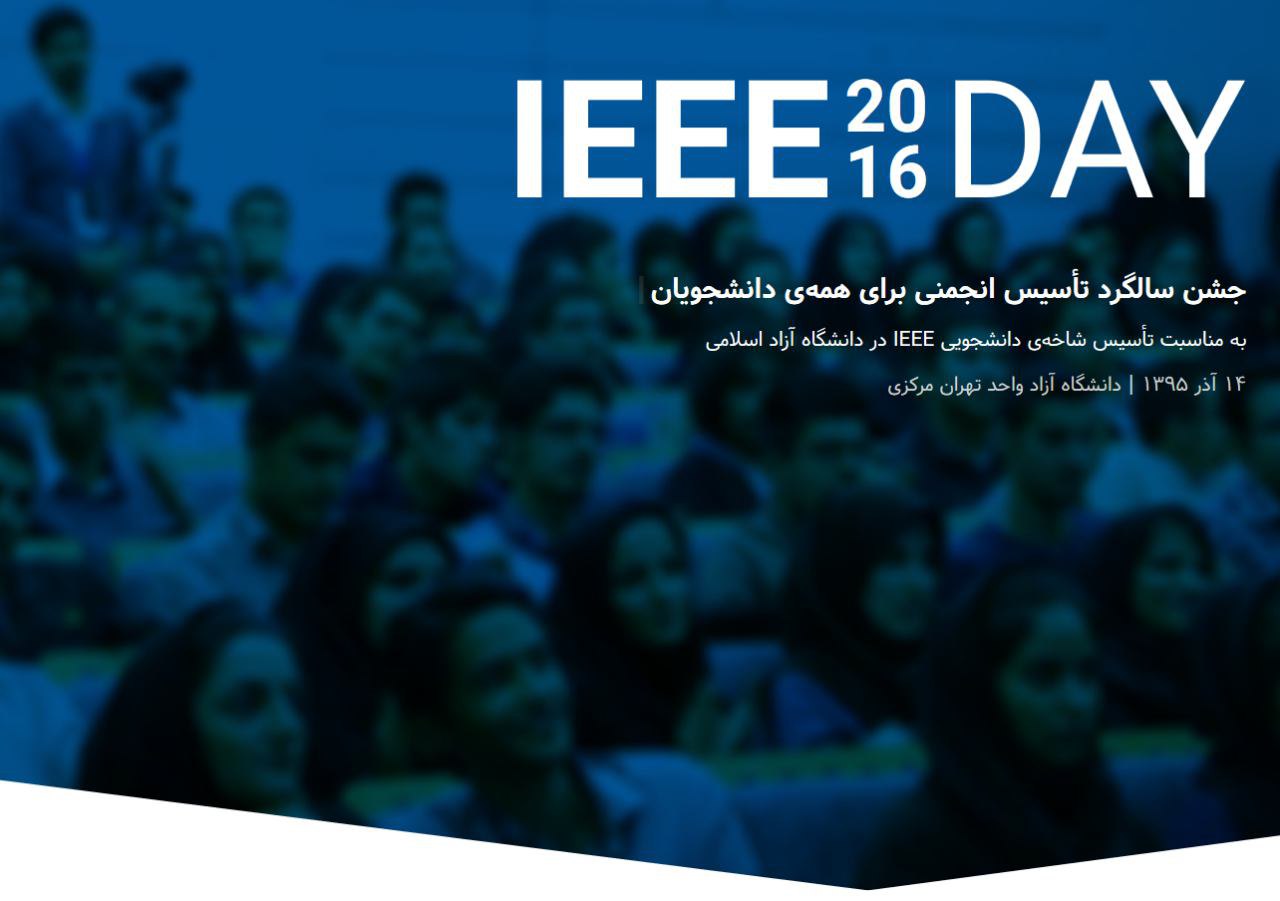 IEEE 2016 DAY
جشن سالگرد تأسیس انجمنی برای همه‌ی دانشجویان
به مناسبت تأسیس شاخه‌ی دانشجویی IEEE در دانشگاه آزاد اسلامی
۱۴ آذر ۱۳۹۵ | دانشگاه آزاد واحد تهران مرکزی